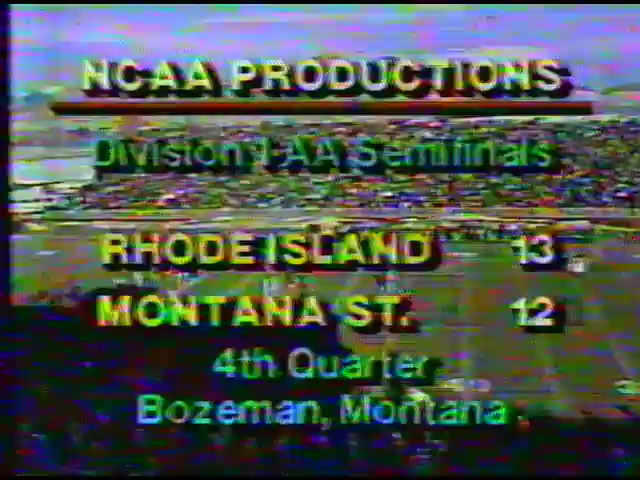 NCAA PRODUCTIONS
Division I-AA Semifinals
RHODE ISLAND 13
MONTANA ST. 12
4th Quarter
Bozeman, Montana